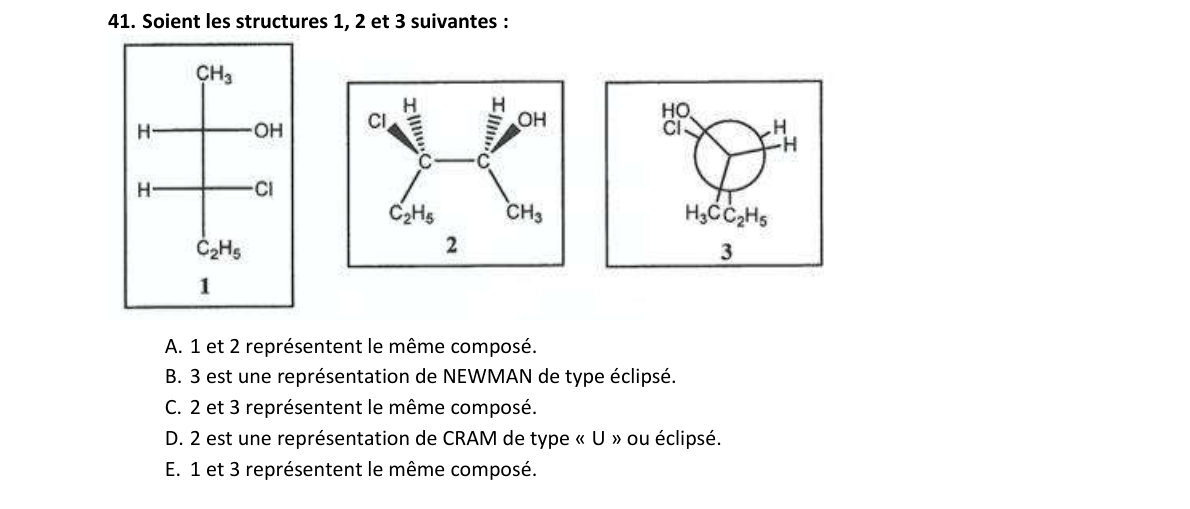 41. Soient les structures 1, 2 et 3 suivantes :
CH₃
H OH
H Cl
C₂H₅
1
Cl H H OH
C C
C₂H₅ CH₃
2
HO
Cl H
H
H₃C C₂H₅
3
A. 1 et 2 représentent le même composé.
B. 3 est une représentation de NEWMAN de type éclipsé.
C. 2 et 3 représentent le même composé.
D. 2 est une représentation de CRAM de type « U » ou éclipsé.
E. 1 et 3 représentent le même composé.